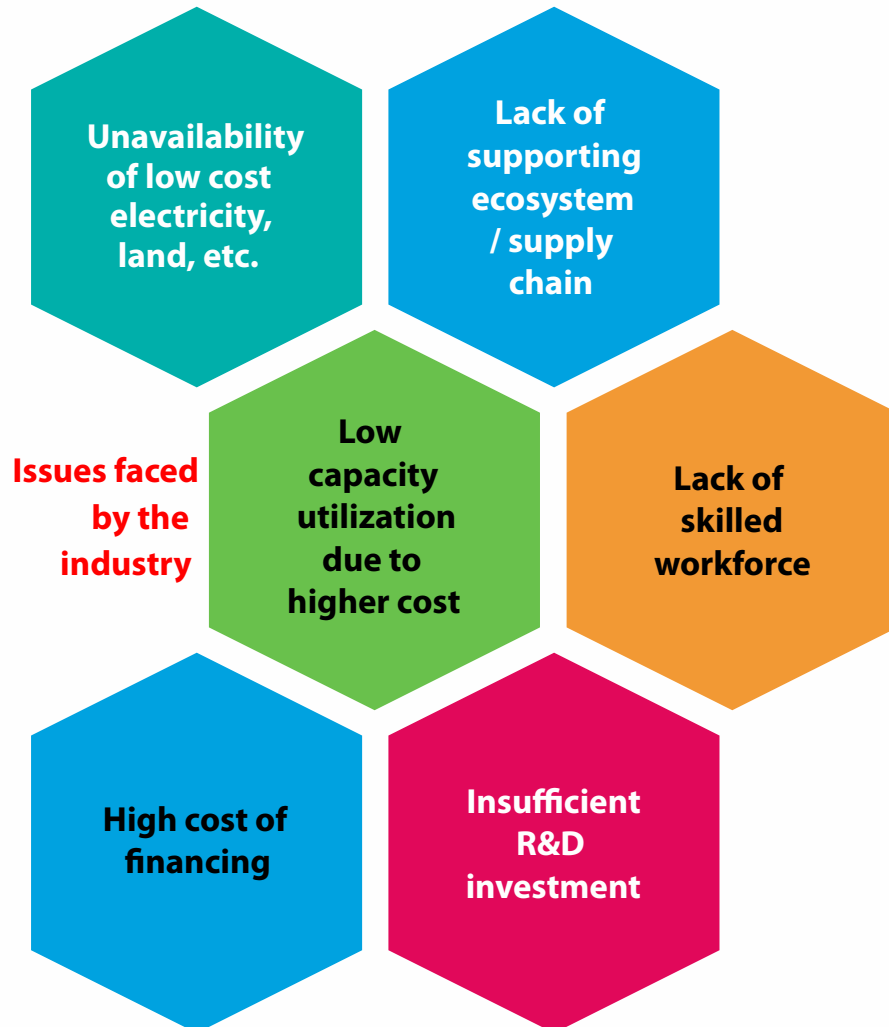 Unavailability
of low cost
electricity,
land, etc.
Lack of
supporting
ecosystem
/ supply
chain
Issues faced
by the
industry
Low
capacity
utilization
due to
higher cost
Lack of
skilled
workforce
High cost of
financing
Insufficient
R&D
investment